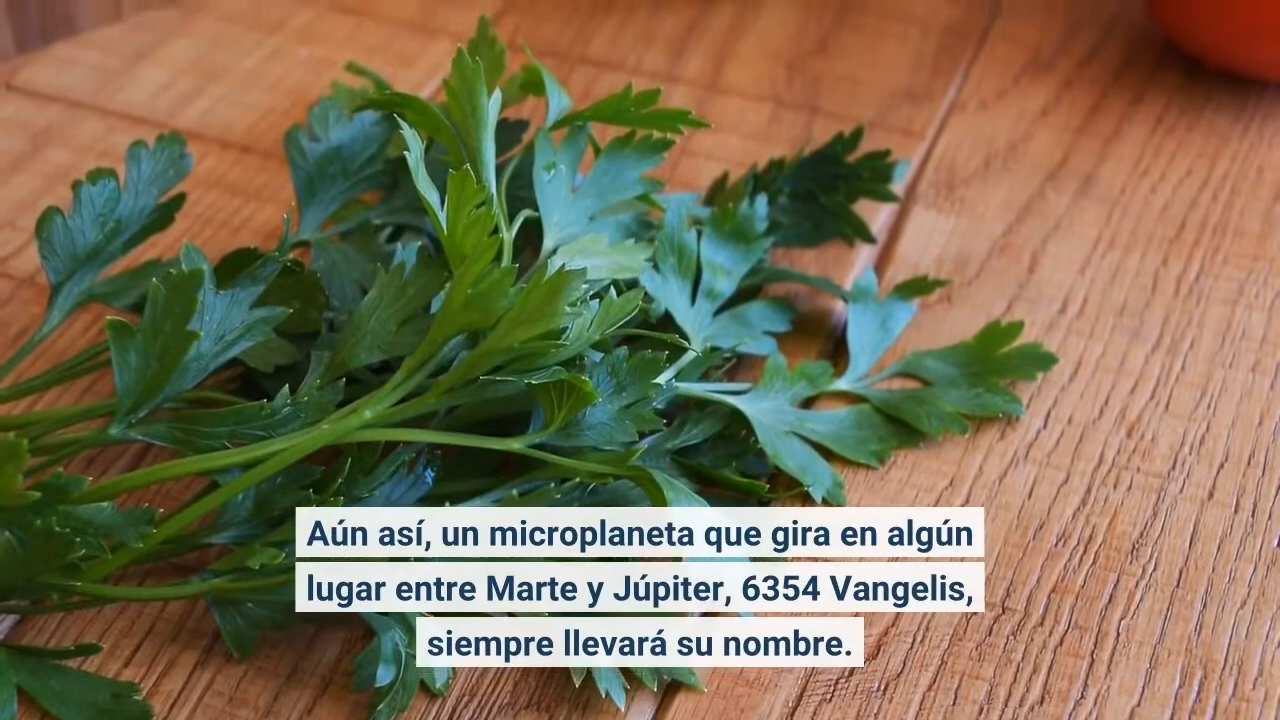 Aún así, un microplaneta que gira en algún
lugar entre Marte y Júpiter, 6354 Vangelis,
siempre llevará su nombre.